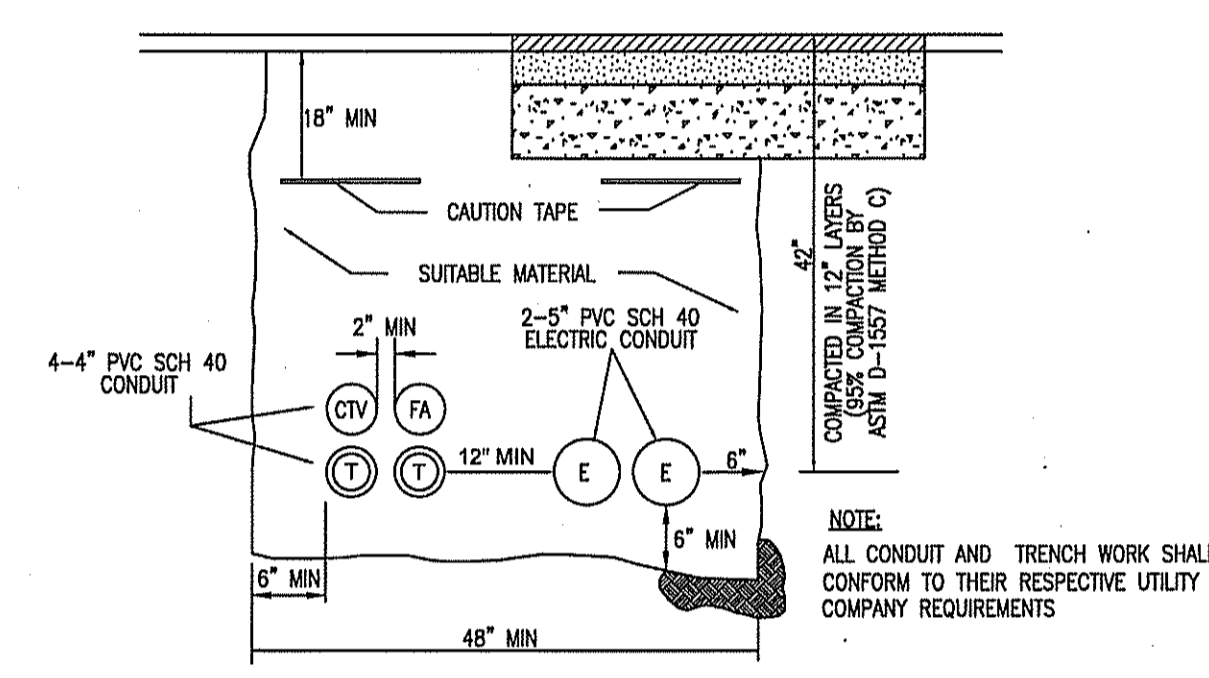 18" MIN
CAUTION TAPE
SUITABLE MATERIAL
2" MIN
2-5" PVC SCH 40
ELECTRIC CONDUIT
4-4" PVC SCH 40
CONDUIT
CTV
FA
T
T
12" MIN
E
E
6"
6" MIN
6" MIN
48" MIN
42"
COMPACTED IN 12" LAYERS
(95% COMPACTION BY
ASTM D-1557 METHOD C)
NOTE:
ALL CONDUIT AND TRENCH WORK SHALL
CONFORM TO THEIR RESPECTIVE UTILITY
COMPANY REQUIREMENTS